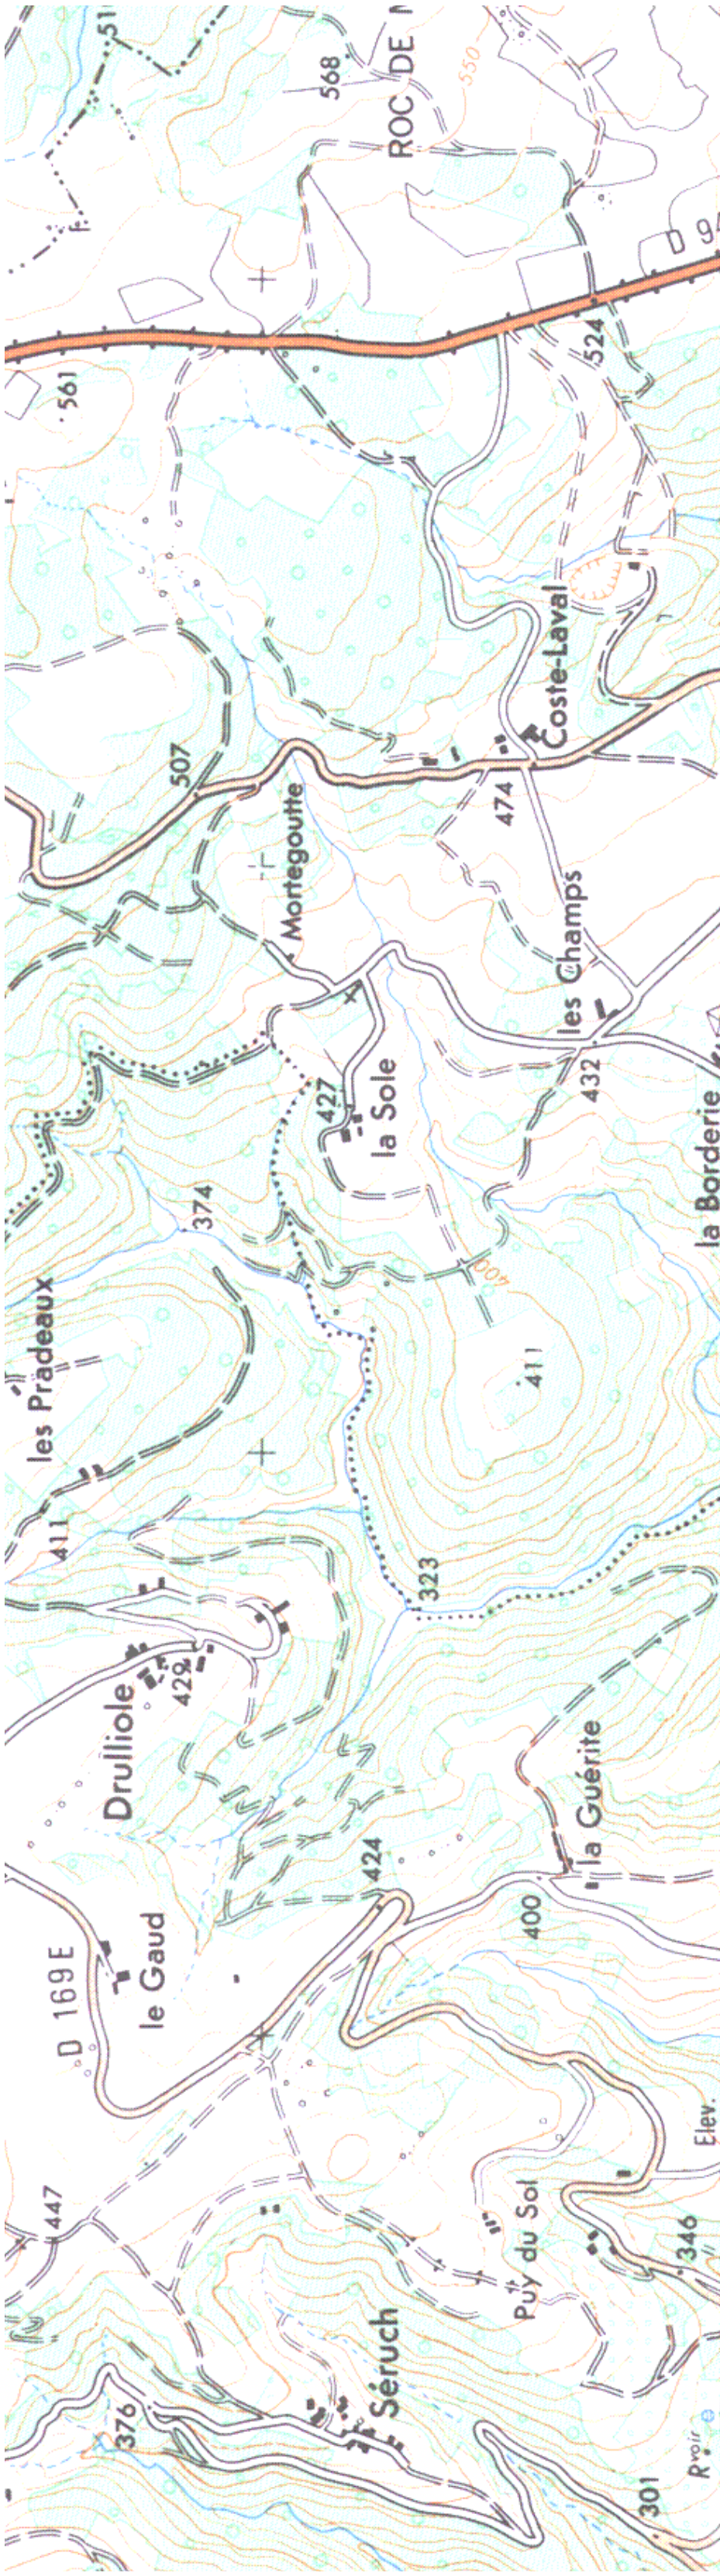 51
568
ROC DE
550
D 94
561
524
Coste-Laval
507
474
Mortegoutte
les Champs
427
la Sole
432
la Borderie
374
400
les Pradeaux
411
411
323
429
Drulliole
la Guérite
424
400
le Gaud
D 169E
Elev.
447
Puy du Sol
346
Séruch
376
301
Rvoir